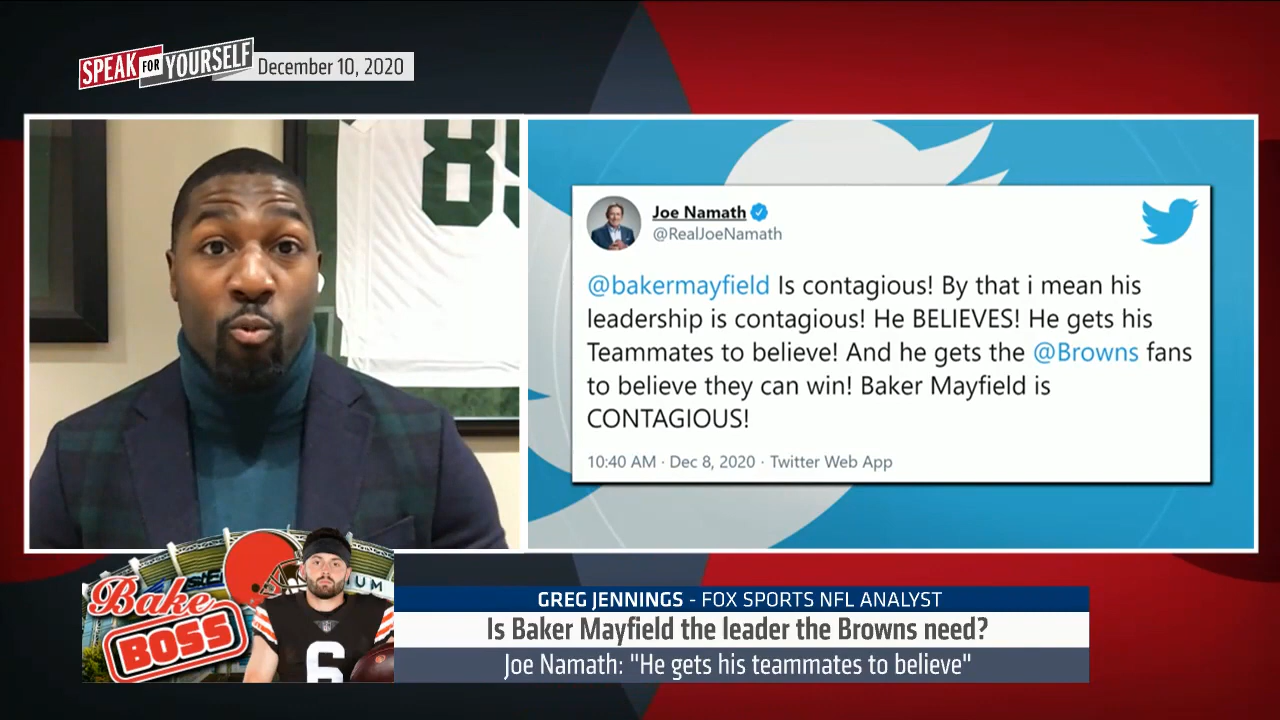 SPEAK FOR YOURSELF
December 10, 2020
85
Joe Namath
@RealJoeNamath
@bakermayfield Is contagious! By that i mean his
leadership is contagious! He BELIEVES! He gets his
Teammates to believe! And he gets the @Browns fans
to believe they can win! Baker Mayfield is
CONTAGIOUS!
10:40 AM · Dec 8, 2020 · Twitter Web App
UM
Bake
BOSS
6
GREG JENNINGS - FOX SPORTS NFL ANALYST
Is Baker Mayfield the leader the Browns need?
Joe Namath: "He gets his teammates to believe"